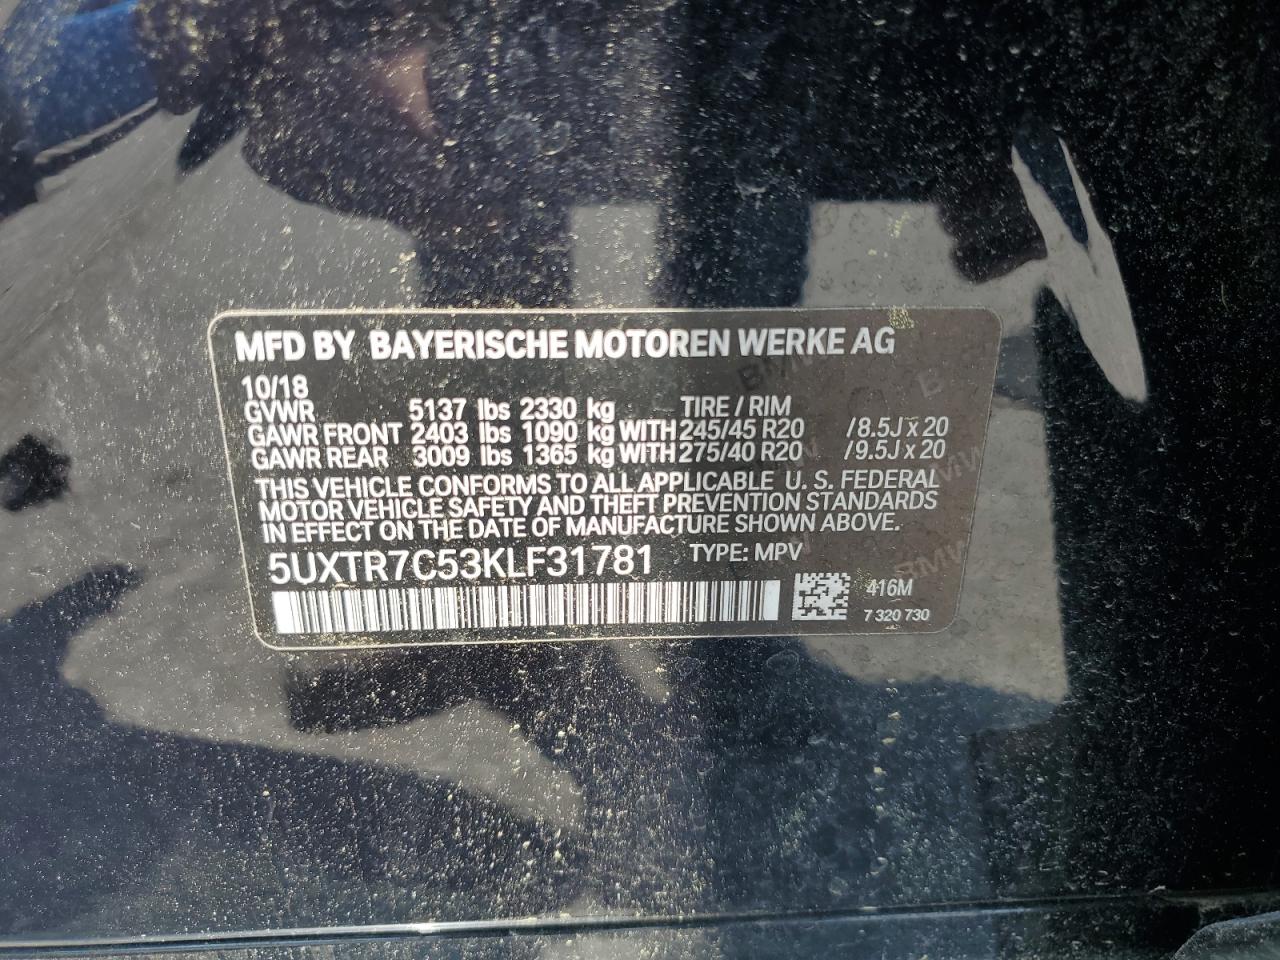 MFD BY BAYERISCHE MOTOREN WERKE AG
10/18
GVWR 5137 lbs 2330 kg TIRE / RIM
GAWR FRONT 2403 lbs 1090 kg WITH 245/45 R20 /8.5J x 20
GAWR REAR 3009 lbs 1365 kg WITH 275/40 R20 /9.5J x 20
THIS VEHICLE CONFORMS TO ALL APPLICABLE U. S. FEDERAL
MOTOR VEHICLE SAFETY AND THEFT PREVENTION STANDARDS
IN EFFECT ON THE DATE OF MANUFACTURE SHOWN ABOVE.
5UXTR7C53KLF31781 TYPE: MPV
416M
7 320 730